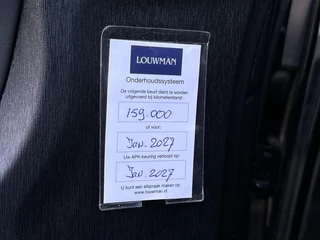 LOUWMAN
Onderhoudssysteem
De volgende beurt dient te worden
uitgevoerd bij kilometerstand:
159.000
of voor:
Jan. 2027
Uw APK-keuring verloopt op:
Jan. 2027
U kunt een afspraak maken op
www.louwman.nl